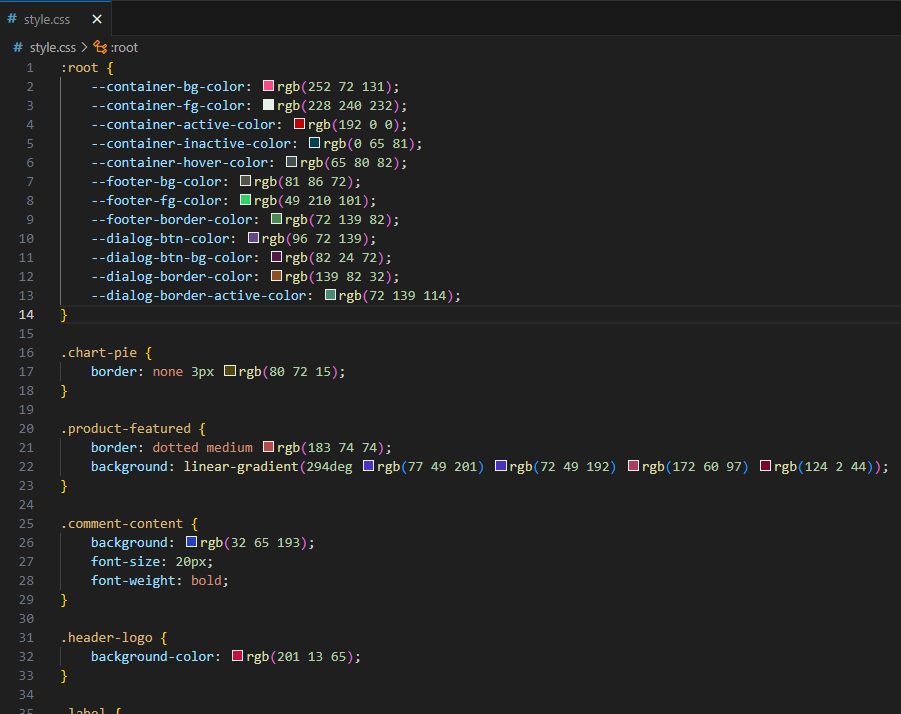 # style.css ×
# style.css > :root
1 :root {
2 --container-bg-color: rgb(252 72 131);
3 --container-fg-color: rgb(228 240 232);
4 --container-active-color: rgb(192 0 0);
5 --container-inactive-color: rgb(0 65 81);
6 --container-hover-color: rgb(65 80 82);
7 --footer-bg-color: rgb(81 86 72);
8 --footer-fg-color: rgb(49 210 101);
9 --footer-border-color: rgb(72 139 82);
10 --dialog-btn-color: rgb(96 72 139);
11 --dialog-btn-bg-color: rgb(82 24 72);
12 --dialog-border-color: rgb(139 82 32);
13 --dialog-border-active-color: rgb(72 139 114);
14 }
15
16 .chart-pie {
17 border: none 3px rgb(80 72 15);
18 }
19
20 .product-featured {
21 border: dotted medium rgb(183 74 74);
22 background: linear-gradient(294deg rgb(77 49 201) rgb(72 49 192) rgb(172 60 97) rgb(124 2 44));
23 }
24
25 .comment-content {
26 background: rgb(32 65 193);
27 font-size: 20px;
28 font-weight: bold;
29 }
30
31 .header-logo {
32 background-color: rgb(201 13 65);
33 }
34
35 .label {